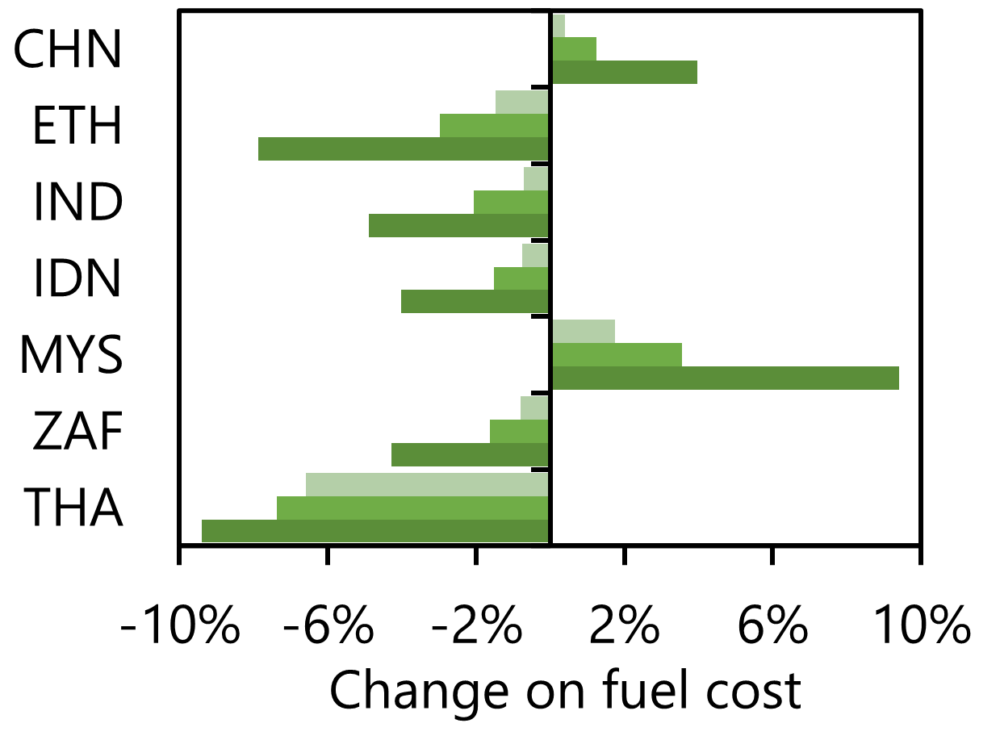 CHN
ETH
IND
IDN
MYS
ZAF
THA
-10% -6% -2% 2% 6% 10%
Change on fuel cost